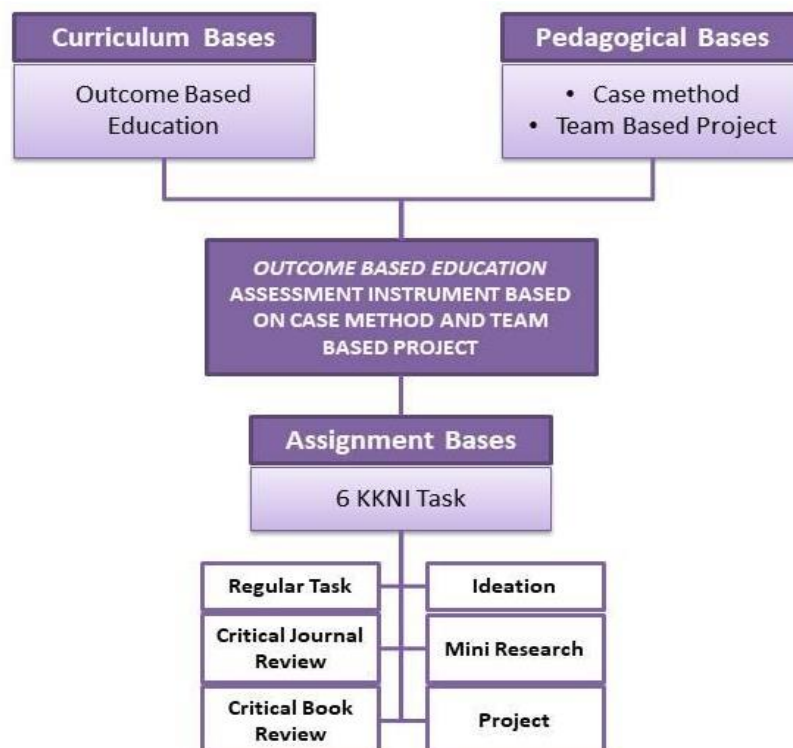 Curriculum Bases
Outcome Based
Education
Pedagogical Bases
• Case method
• Team Based Project
OUTCOME BASED EDUCATION
ASSESSMENT INSTRUMENT BASED
ON CASE METHOD AND TEAM
BASED PROJECT
Assignment Bases
6 KKNI Task
Regular Task
Ideation
Critical Journal
Review
Mini Research
Critical Book
Review
Project